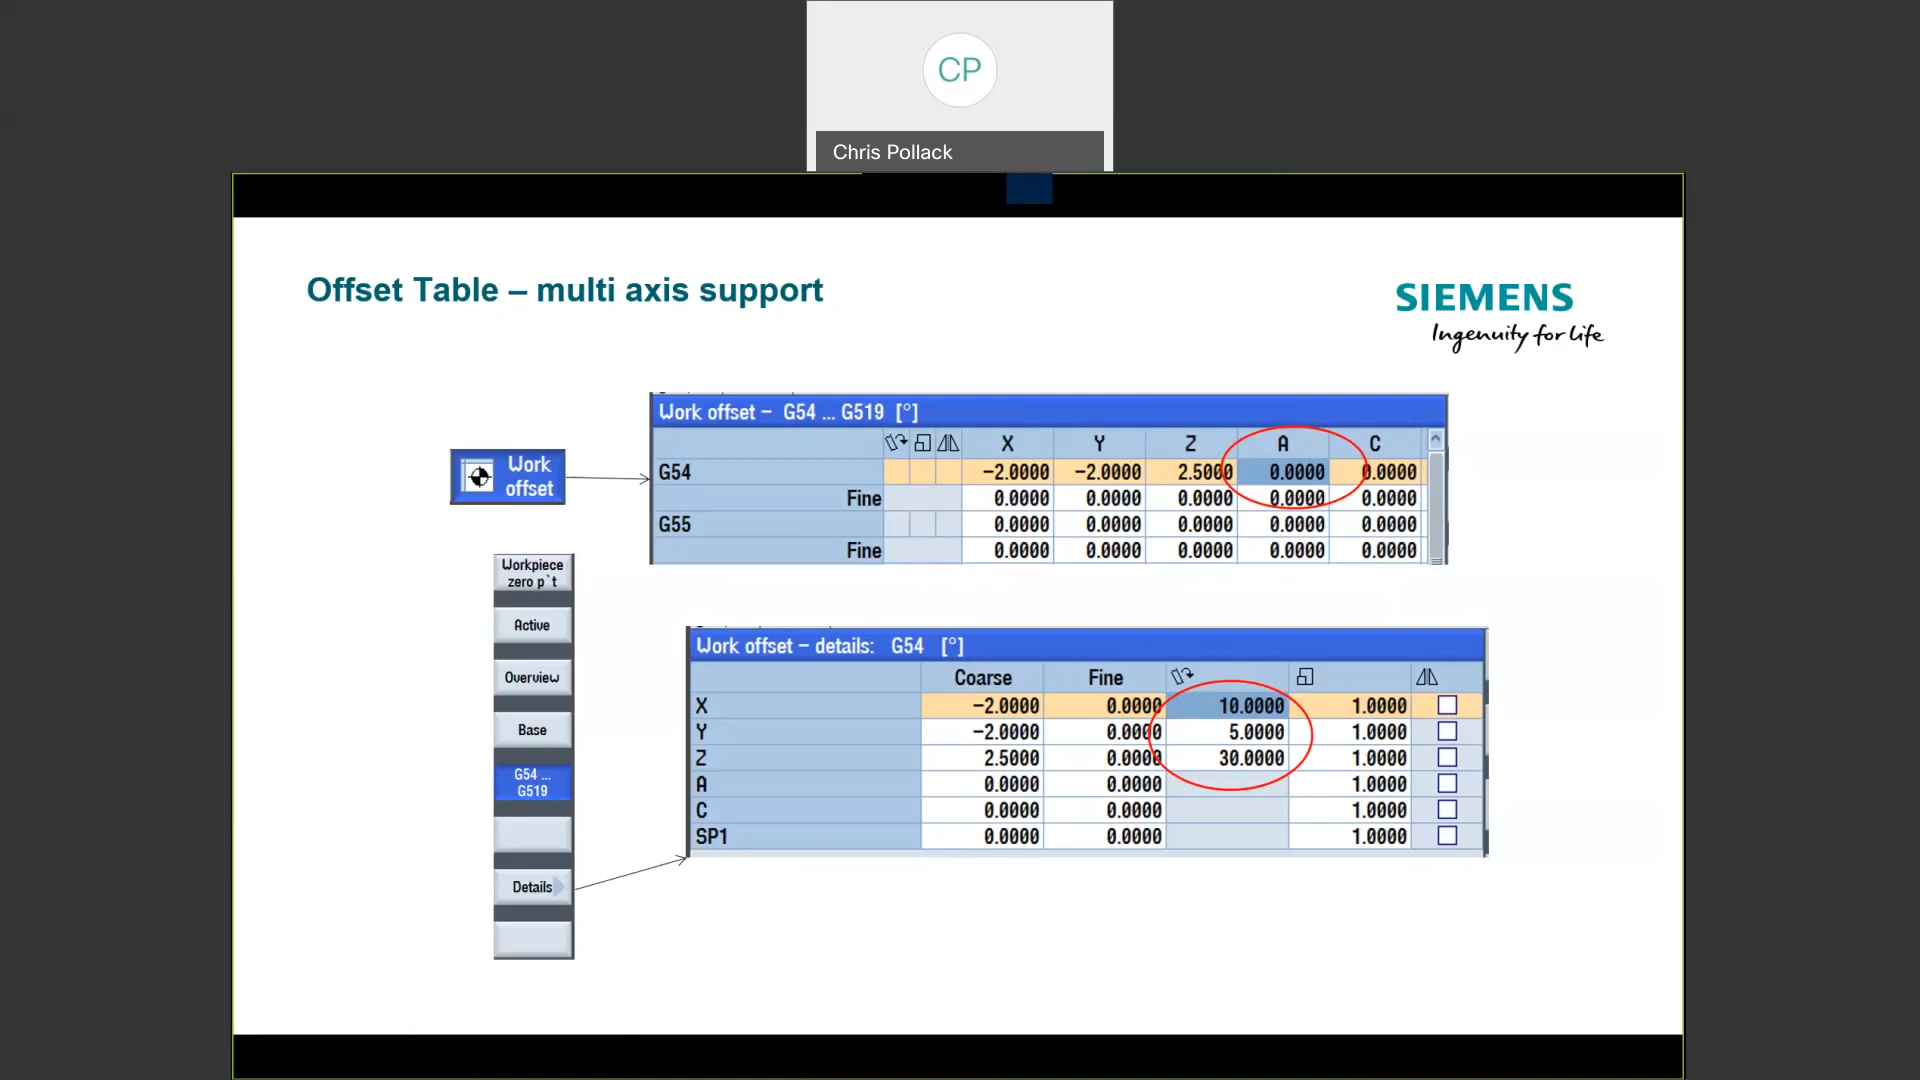 CP
Chris Pollack
Offset Table – multi axis support
SIEMENS
Ingenuity for life
Work
offset
Work offset – G54 ... G519 [°]
X Y Z A C
G54 -2.0000 -2.0000 2.5000 0.0000 0.0000
Fine 0.0000 0.0000 0.0000 0.0000 0.0000
G55 0.0000 0.0000 0.0000 0.0000 0.0000
Fine 0.0000 0.0000 0.0000 0.0000 0.0000
Workpiece
zero p`t
Active
Overview
Base
G54 ...
G519
Details
Work offset – details: G54 [°]
Coarse Fine
X -2.0000 0.0000 10.0000 1.0000
Y -2.0000 0.0000 5.0000 1.0000
Z 2.5000 0.0000 30.0000 1.0000
A 0.0000 0.0000 1.0000
C 0.0000 0.0000 1.0000
SP1 0.0000 0.0000 1.0000